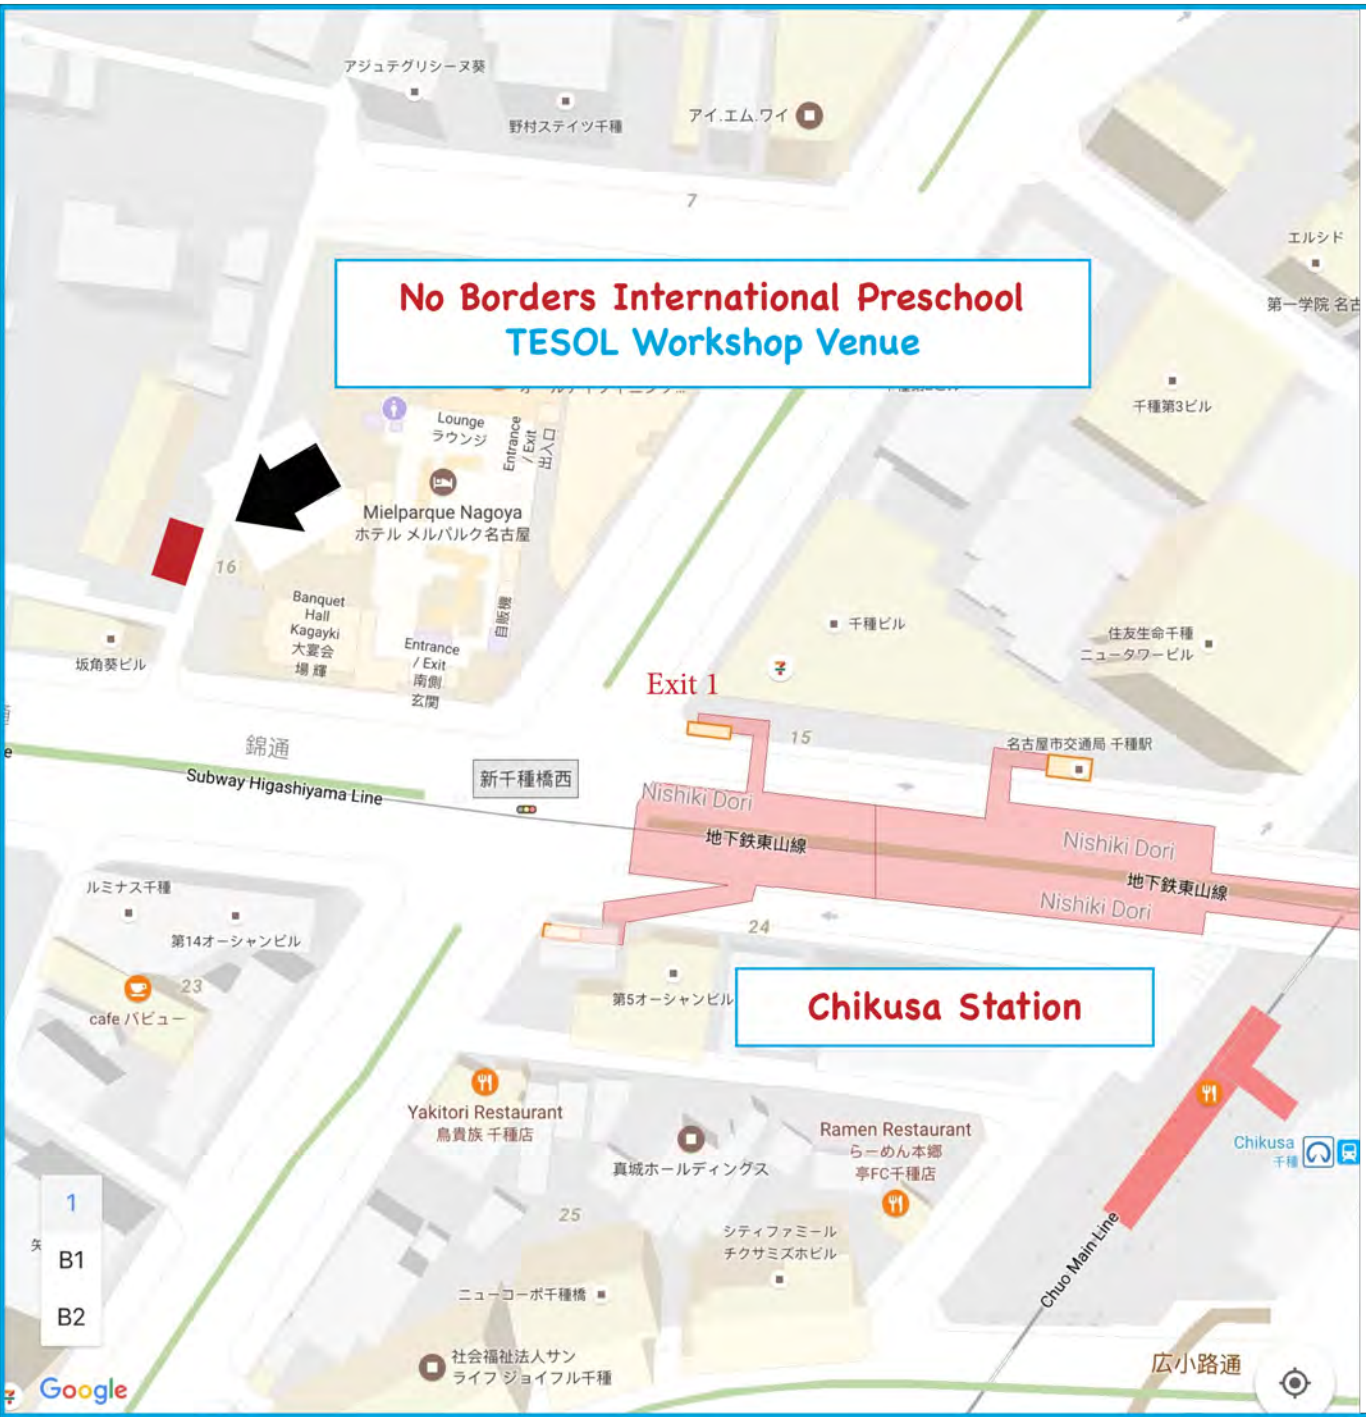 アジュテグリシーヌ葵
野村ステイツ千種
アイ.エム.ワイ
7
エルシド
第一学院 名古
No Borders International Preschool
TESOL Workshop Venue
千種第3ビル
Lounge
ラウンジ
Entrance
/ Exit
出入口
Mielparque Nagoya
ホテル メルパルク名古屋
16
Banquet
Hall
Kagayki
大宴会
場 輝
自販機
Entrance
/ Exit
南側
玄関
千種ビル
住友生命千種
ニュータワービル
坂角葵ビル
Exit 1
15
名古屋市交通局 千種駅
錦通
Subway Higashiyama Line
新千種橋西
Nishiki Dori
地下鉄東山線
Nishiki Dori
地下鉄東山線
Nishiki Dori
ルミナス千種
第14オーシャンビル
24
23
cafe パピュー
第5オーシャンビル
Chikusa Station
Yakitori Restaurant
鳥貴族 千種店
真城ホールディングス
Ramen Restaurant
らーめん本郷
亭FC千種店
Chikusa
千種
1
B1
B2
25
シティファミール
チクサミズホビル
Chuo Main Line
ニューコーポ千種橋
社会福祉法人サン
ライフ ジョイフル千種
広小路通
Google